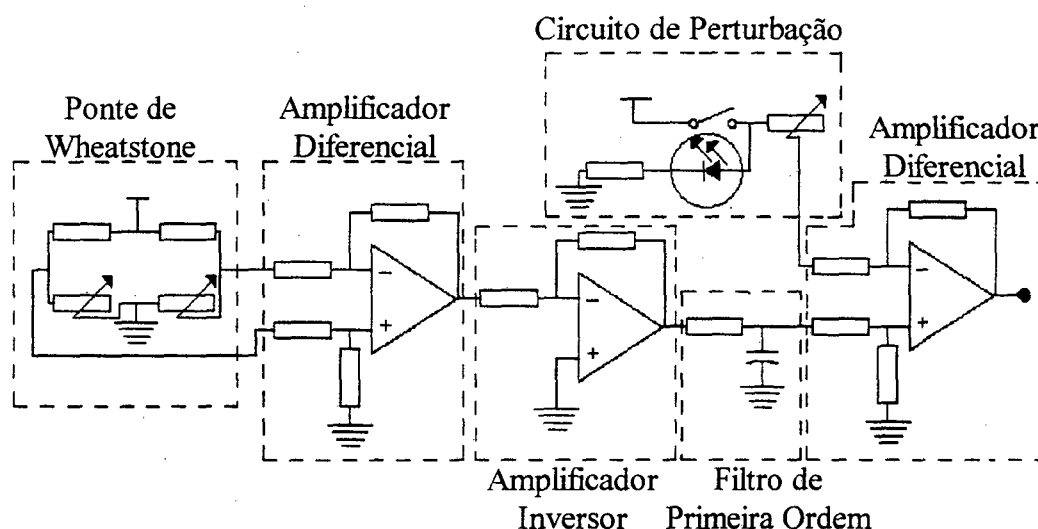 Circuito de Perturbação
Ponte de
Wheatstone
Amplificador
Diferencial
Amplificador
Diferencial
Amplificador
Inversor
Filtro de
Primeira Ordem